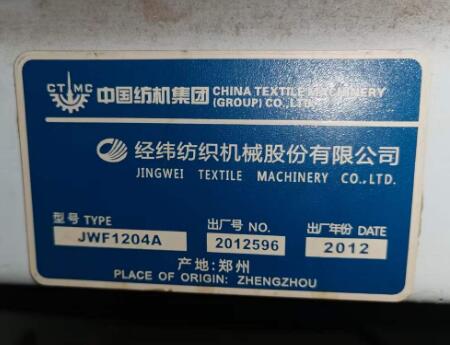 CTMC 中国纺机集团 CHINA TEXTILE MACHINERY
(GROUP) CO.,LTD.
经纬纺织机械股份有限公司
JINGWEI TEXTILE MACHINERY CO.,LTD.
型号 TYPE 出厂号 NO. 出厂年份 DATE
JWF1204A 2012596 2012
产地:郑州
PLACE OF ORIGIN: ZHENGZHOU